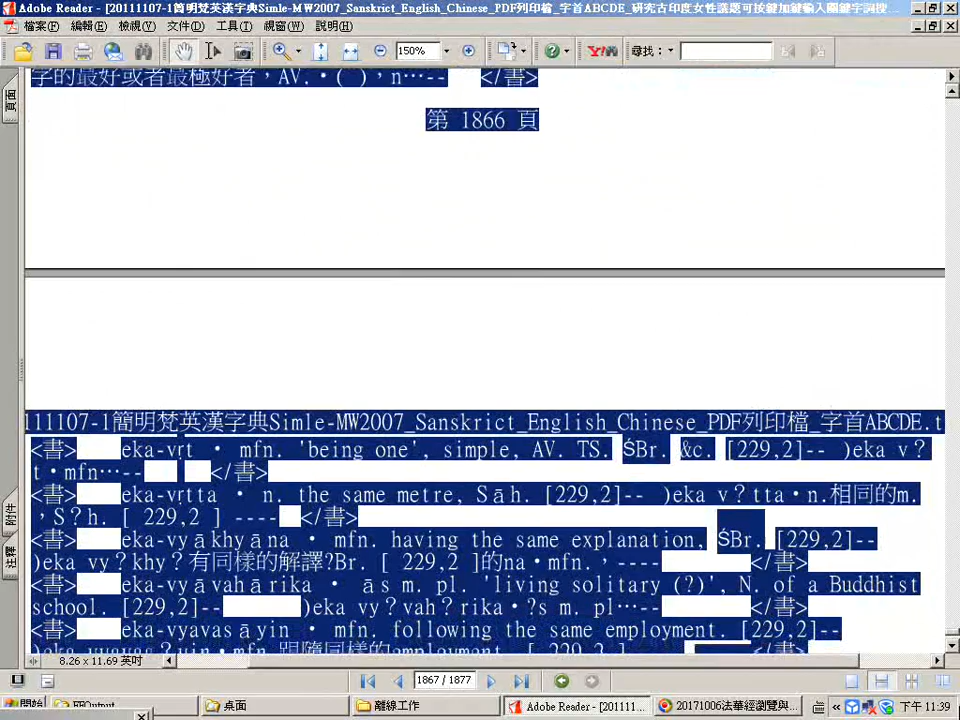 Adobe Reader - [20111107-1簡明梵英漢字典Simle-MW2007_Sanskrict_English_Chinese_PDF列印檔_字首ABCDE_研究古印度女性議題可按鍵加鍵輸入關鍵字詞搜...
檔案(F) 編輯(E) 檢視(V) 文件(D) 工具(T) 視窗(W) 說明(H)
150% Y! 尋找：
頁面
字的最好或者最極好者，AV.‧( )，n…-- </書>
第 1866 頁
111107-1簡明梵英漢字典Simle-MW2007_Sanskrict_English_Chinese_PDF列印檔_字首ABCDE.t
<書> eka-vṛt ‧ mfn. 'being one', simple, AV. TS. ŚBr. &c. [229,2]-- )eka v？
t‧mfn…-- </書>
<書> eka-vṛtta ‧ n. the same metre, Sāh. [229,2]-- )eka v？tta‧n.相同的m.
，S？h. [ 229,2 ] ---- </書>
<書> eka-vyākhyāna ‧ mfn. having the same explanation, ŚBr. [229,2]--
)eka vy？khy？有同樣的解譯?Br. [ 229,2 ]的na‧mfn.，---- </書>
<書> eka-vyāvahārika ‧ ās m. pl. 'living solitary (?)', N. of a Buddhist
school. [229,2]-- )eka vy？vah？rika‧?s m. pl…-- </書>
<書> eka-vyavasāyin ‧ mfn. following the same employment. [229,2]--
附件
注釋
8.26 x 11.69 英吋
1867 / 1877
開始 FFOutput 桌面 離線工作 Adobe Reader - [201111... 20171006法華經瀏覽與... 下午 11:39